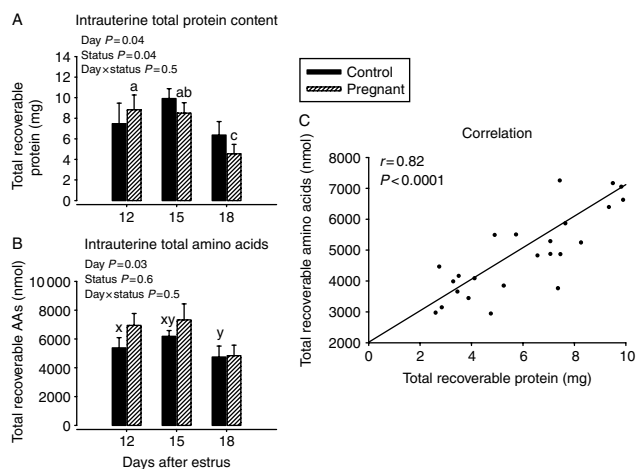 A
Intrauterine total protein content
Day P=0.04
Status P=0.04
Day×status P=0.5
Total recoverable
protein (mg)
14
12
10
8
6
4
2
0
a
ab
c
12
15
18
B
Intrauterine total amino acids
Day P=0.03
Status P=0.6
Day×status P=0.5
Total recoverable AAs (nmol)
10000
8000
6000
4000
2000
0
x
xy
y
12
15
18
Days after estrus
Control
Pregnant
C
Correlation
r=0.82
P<0.0001
Total recoverable amino acids (nmol)
8000
7000
6000
5000
4000
3000
2000
0
2
4
6
8
10
Total recoverable protein (mg)